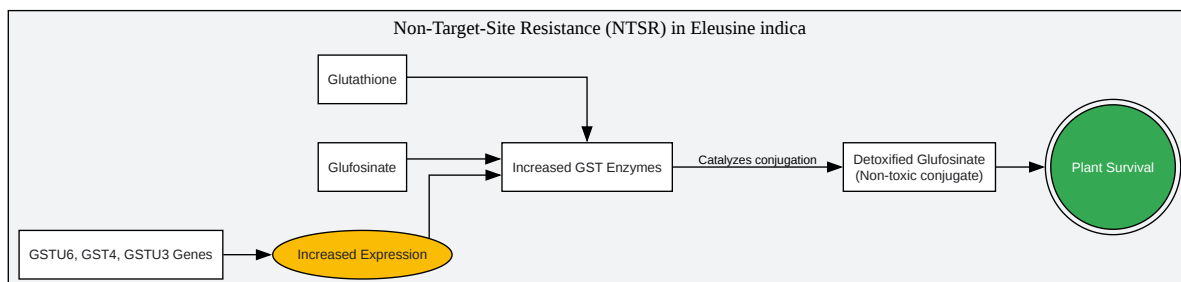 Non-Target-Site Resistance (NTSR) in Eleusine indica
Glutathione
Glufosinate
Increased GST Enzymes
Catalyzes conjugation
Detoxified Glufosinate
(Non-toxic conjugate)
Plant Survival
GSTU6, GST4, GSTU3 Genes
Increased Expression